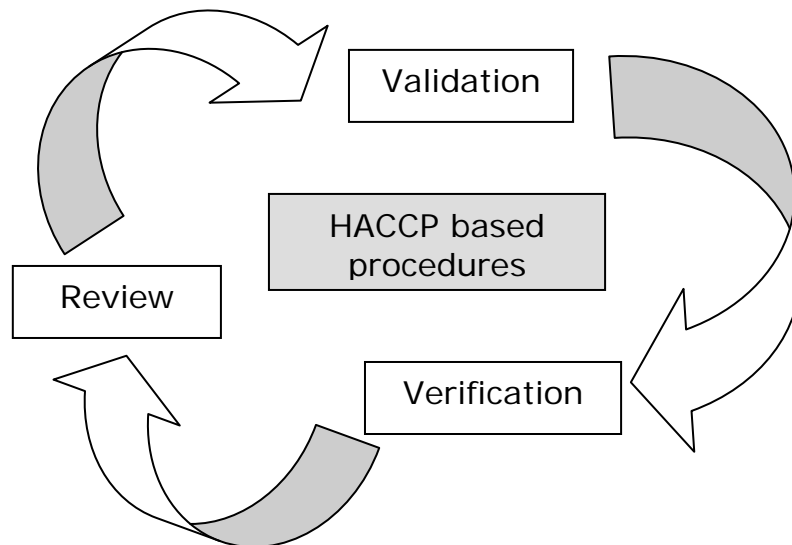 Validation
HACCP based
procedures
Review
Verification